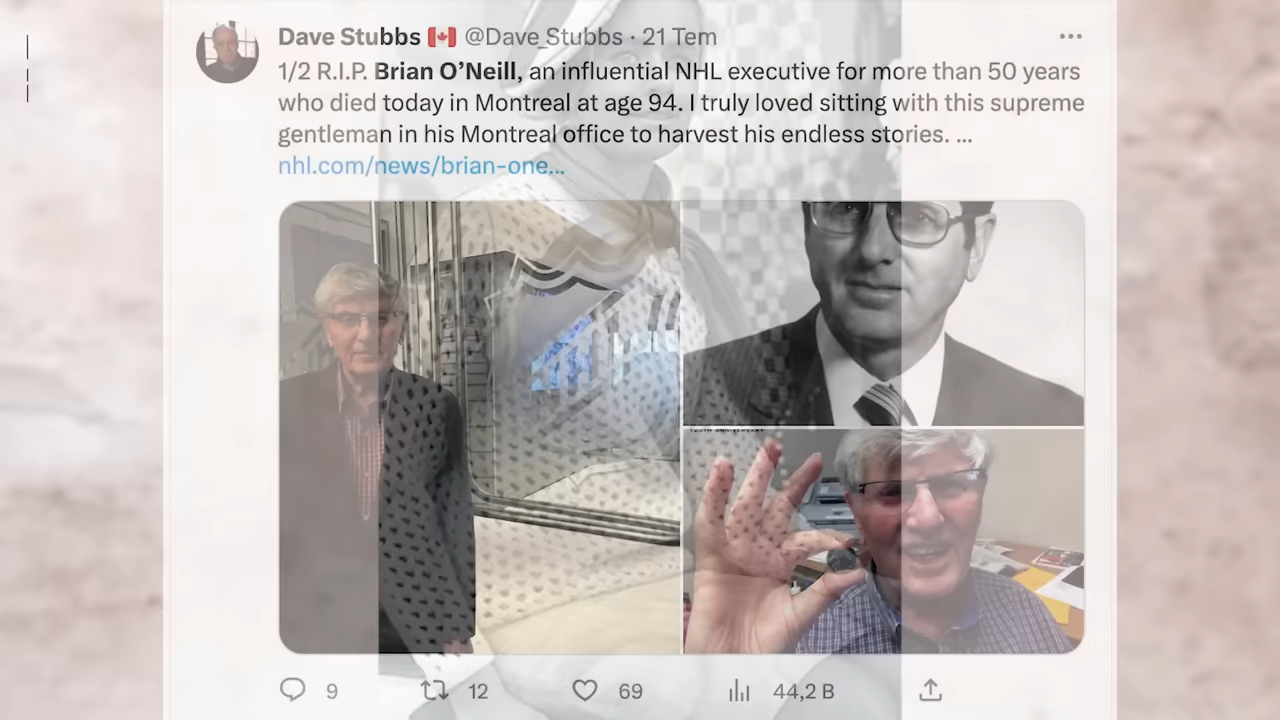 Dave Stubbs 🇨🇦 @Dave_Stubbs · 21 Tem
1/2 R.I.P. Brian O’Neill, an influential NHL executive for more than 50 years
who died today in Montreal at age 94. I truly loved sitting with this supreme
gentleman in his Montreal office to harvest his endless stories. ...
nhl.com/news/brian-one...
9 12 69 44,2 B